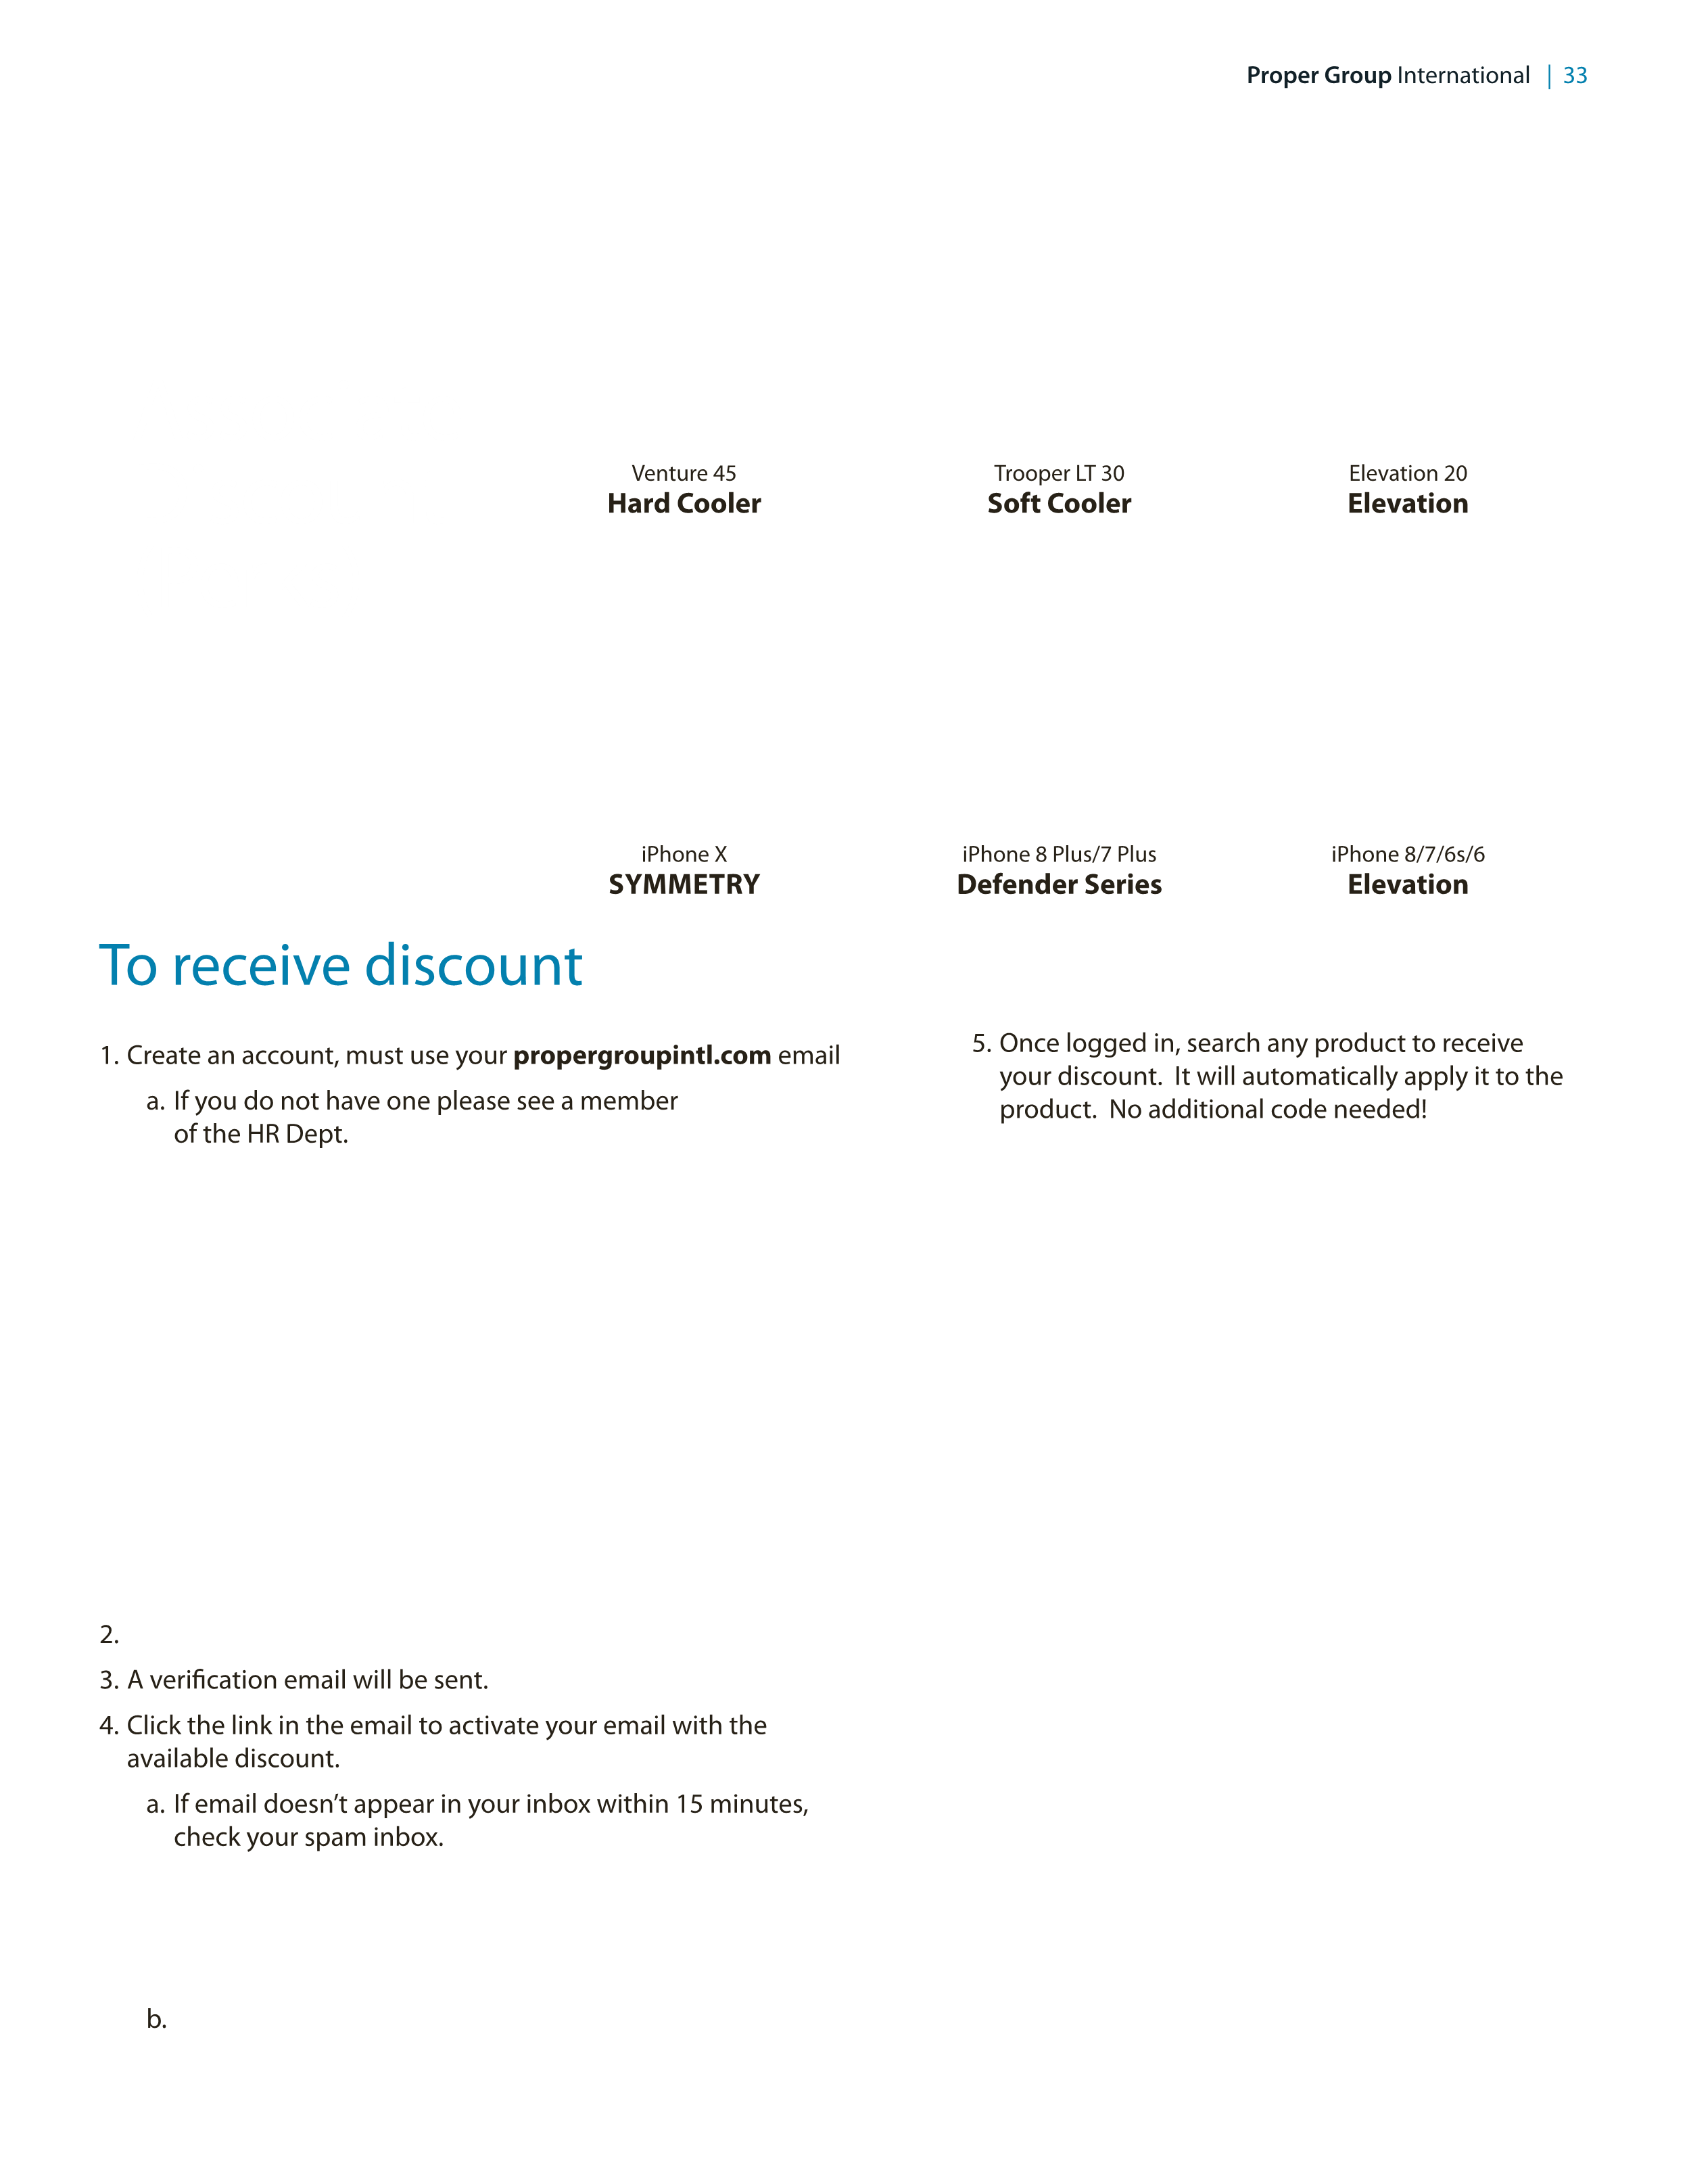 Proper Group International | 33
Venture 45
Hard Cooler
Trooper LT 30
Soft Cooler
Elevation 20
Elevation
iPhone X
SYMMETRY
iPhone 8 Plus/7 Plus
Defender Series
iPhone 8/7/6s/6
Elevation
To receive discount
1. Create an account, must use your propergroupintl.com email
a. If you do not have one please see a member
of the HR Dept.
2.
3. A verification email will be sent.
4. Click the link in the email to activate your email with the
available discount.
a. If email doesn’t appear in your inbox within 15 minutes,
check your spam inbox.
b.
5. Once logged in, search any product to receive
your discount.  It will automatically apply it to the
product.  No additional code needed!